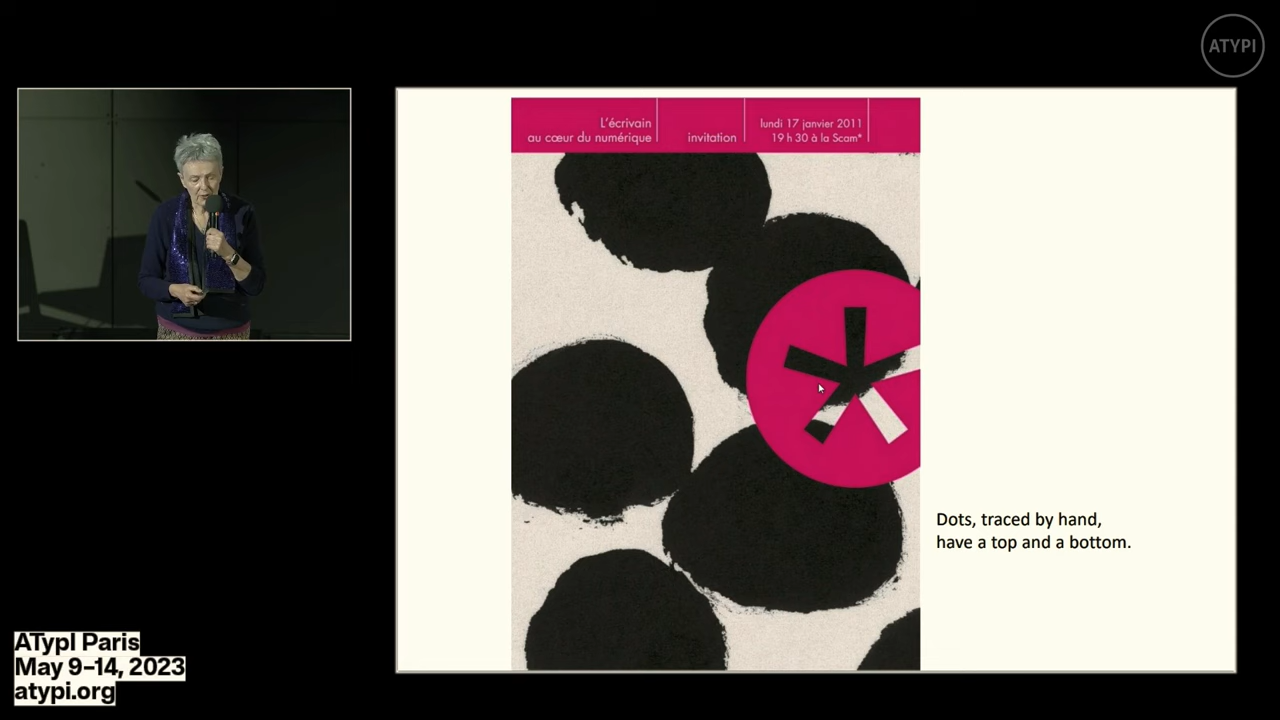 ATYPI
L'écrivain
au cœur du numérique
invitation
lundi 17 janvier 2011
19 h 30 à la Scam*
Dots, traced by hand,
have a top and a bottom.
ATypI Paris
May 9–14, 2023
atypi.org